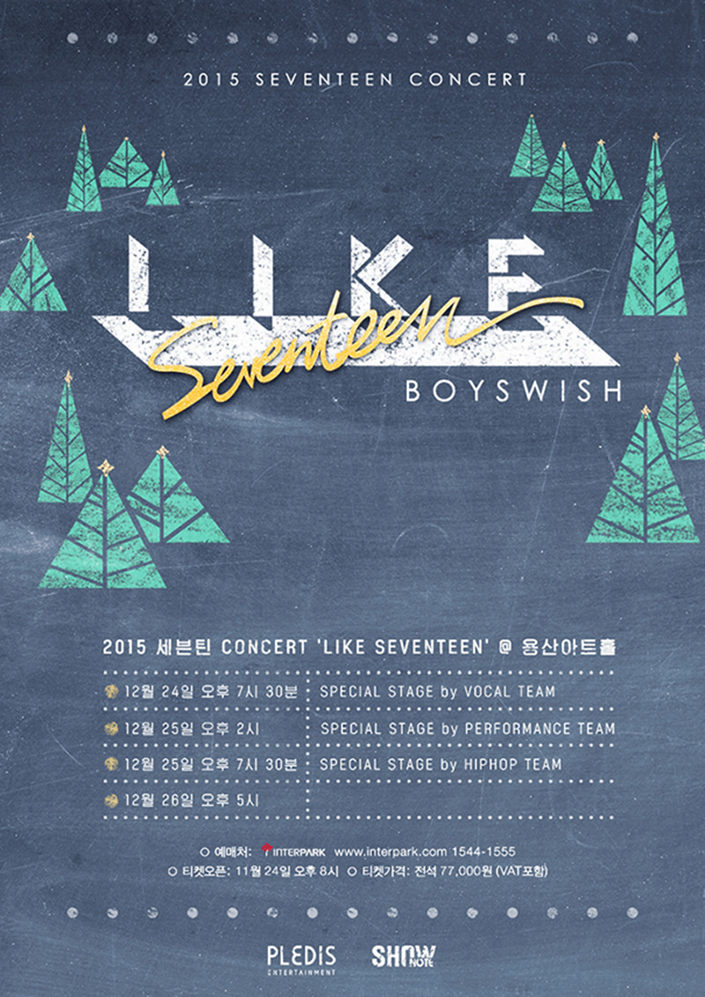 2015 SEVENTEEN CONCERT
LIKE
Seventeen
BOYSWISH
2015 세븐틴 CONCERT 'LIKE SEVENTEEN' @ 용산아트홀
12월 24일 오후 7시 30분 SPECIAL STAGE by VOCAL TEAM
12월 25일 오후 2시 SPECIAL STAGE by PERFORMANCE TEAM
12월 25일 오후 7시 30분 SPECIAL STAGE by HIPHOP TEAM
12월 26일 오후 5시
예매처: INTERPARK www.interpark.com 1544-1555
티켓오픈: 11월 24일 오후 8시 티켓가격: 전석 77,000원 (VAT포함)
PLEDIS SHOW
ENTERTAINMENT NOTE